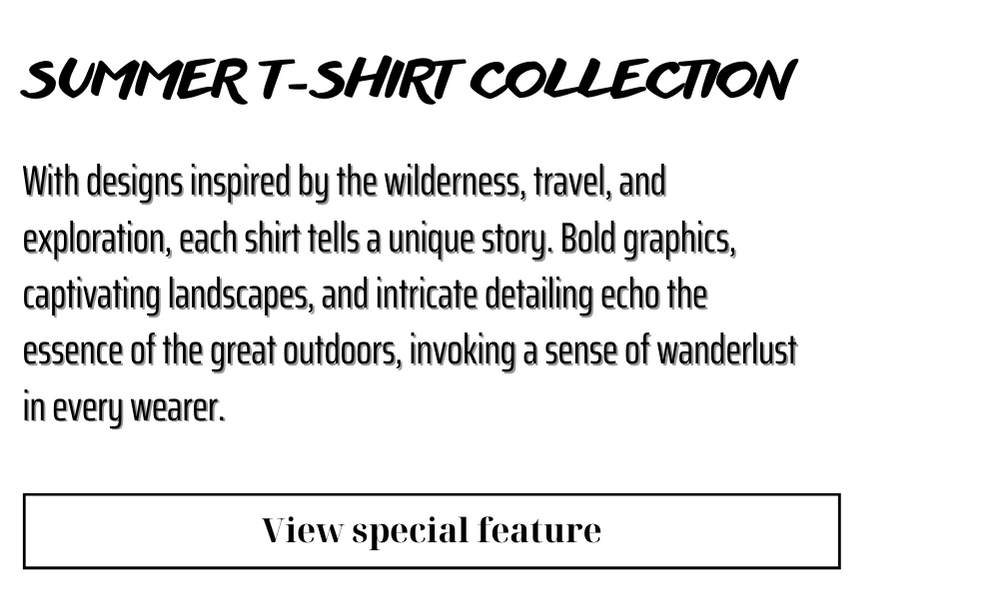 SUMMER T-SHIRT COLLECTION
With designs inspired by the wilderness, travel, and
exploration, each shirt tells a unique story. Bold graphics,
captivating landscapes, and intricate detailing echo the
essence of the great outdoors, invoking a sense of wanderlust
in every wearer.
View special feature